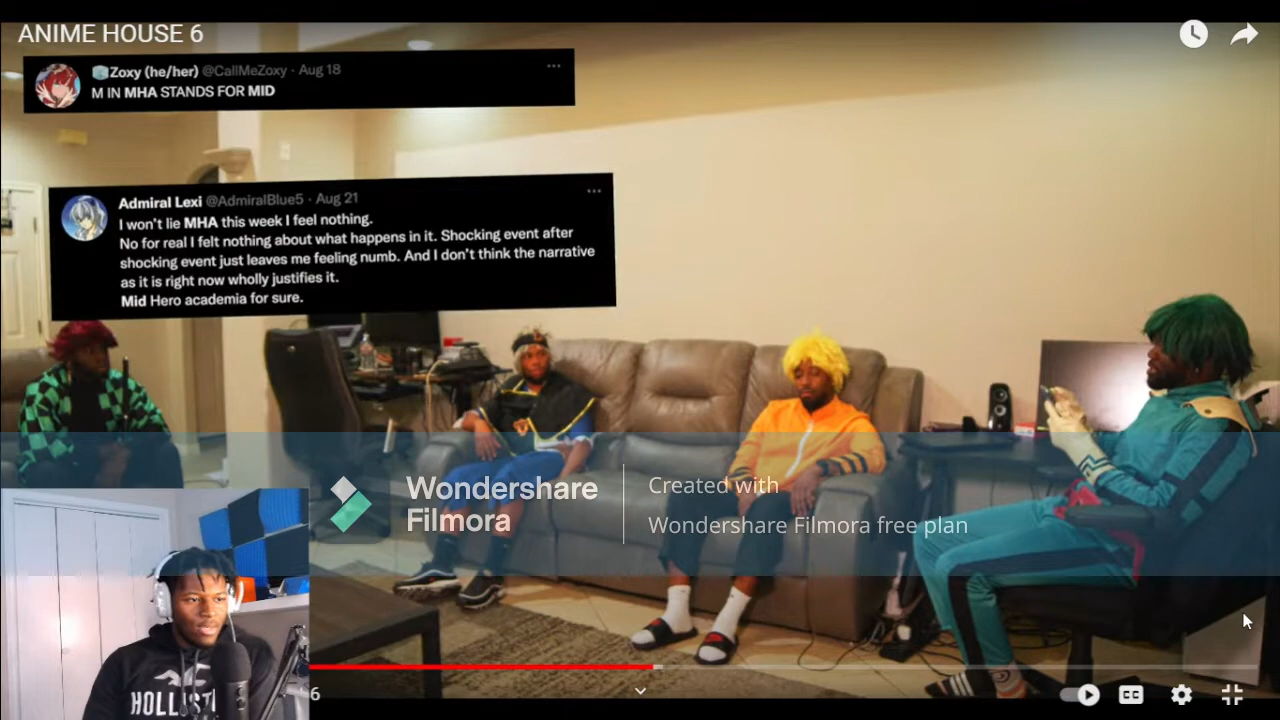 ANIME HOUSE 6
Zoxy (he/her) @CallMeZoxy · Aug 18
M IN MHA STANDS FOR MID
Admiral Lexi @AdmiralBlue5 · Aug 21
I won't lie MHA this week I feel nothing.
No for real I felt nothing about what happens in it. Shocking event after
shocking event just leaves me feeling numb. And I don't think the narrative
as it is right now wholly justifies it.
Mid Hero academia for sure.
Wondershare
Filmora
Created with
Wondershare Filmora free plan
HOLLIST
6
CC